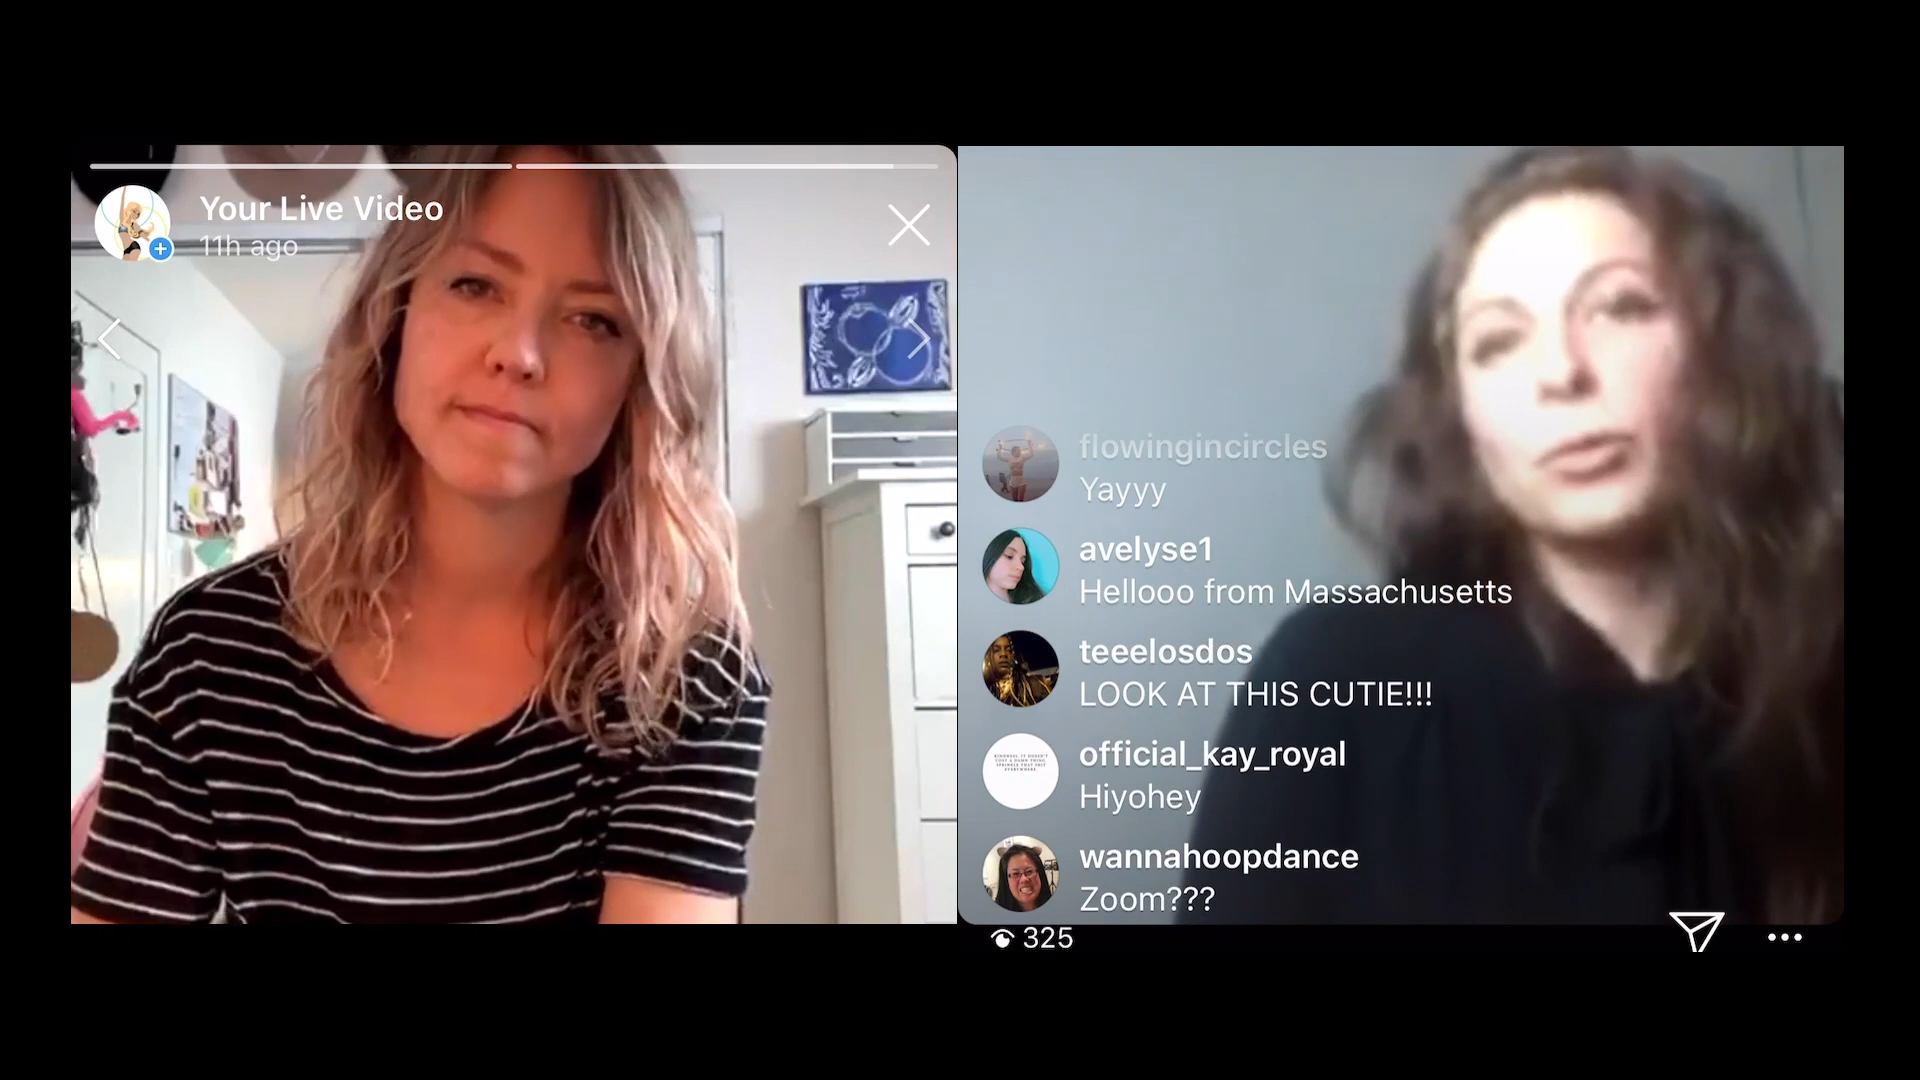 Your Live Video
11h ago
flowingincircles
Yayyy
avelyse1
Hellooo from Massachusetts
teeelosdos
LOOK AT THIS CUTIE!!!
official_kay_royal
Hiyohey
wannahoopdance
Zoom???
325